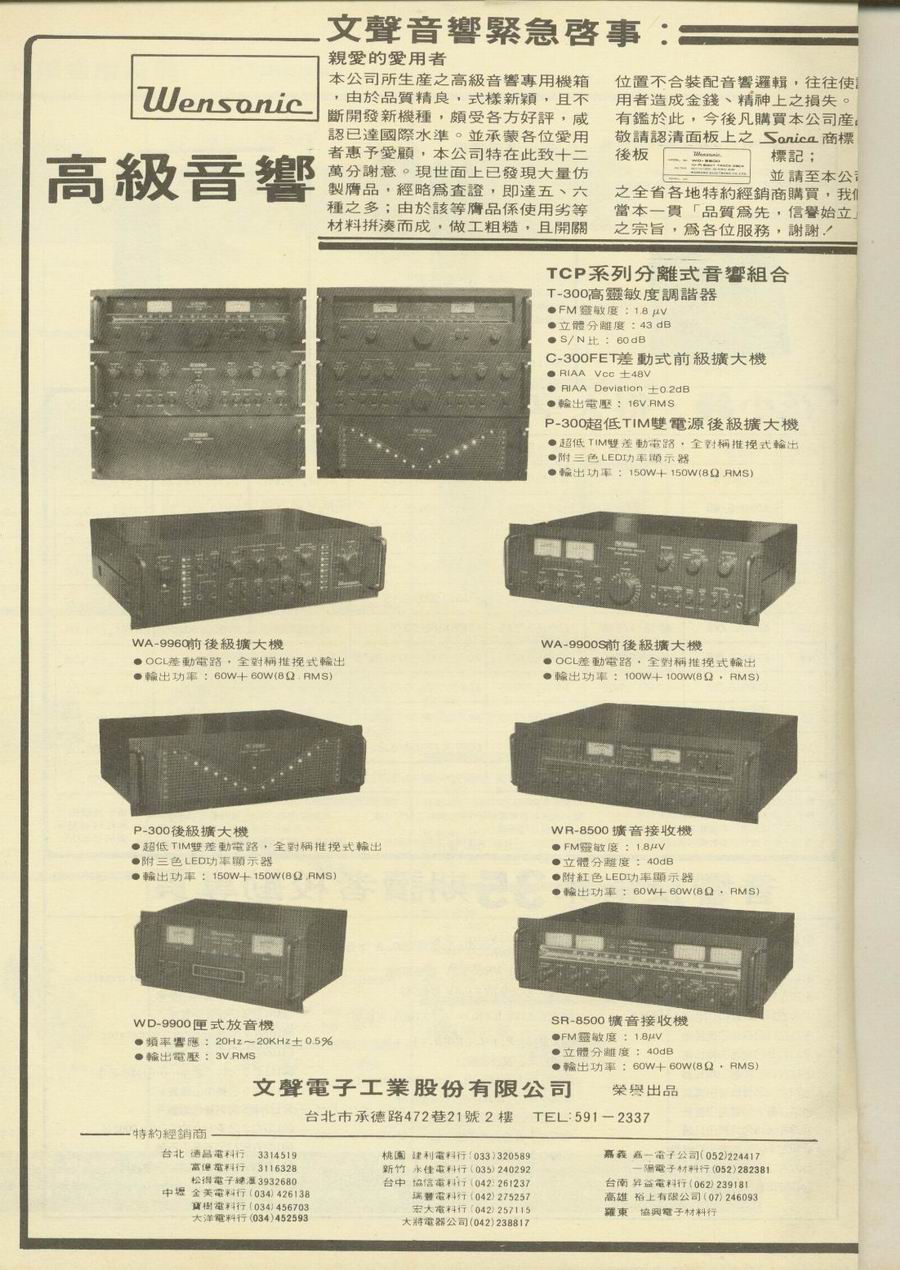 文聲音響緊急啓事：
Wensonic
高級音響
親愛的愛用者
本公司所生産之高級音響專用機箱
，由於品質精良，式樣新穎，且不
斷開發新機種，頗受各方好評，咸
認已達國際水準。並承蒙各位愛用
者惠予愛顧，本公司特在此致十二
萬分謝意。現世面上已發現大量仿
製贋品，經略爲查證，即達五、六
種之多；由於該等贋品係使用劣等
材料拼湊而成，做工粗糙，且開關
位置不合裝配音響邏輯，往往使
用者造成金錢、精神上之損失。
有鑑於此，今後凡購買本公司産
敬請認清面板上之 Sonica 商標
後板 標記；
並請至本公
之全省各地特約經銷商購買，我
當本一貫「品質爲先，信譽始立
之宗旨，爲各位服務，謝謝！
TCP系列分離式音響組合
T-300高靈敏度調諧器
●FM靈敏度：1.8 μV
●立體分離度：43 dB
●S/N比：60dB
C-300FET差動式前級擴大機
●RIAA Vcc ±48V
●RIAA Deviation ±0.2dB
●輸出電壓：16V.RMS
P-300超低TIM雙電源後級擴大機
●超低TIM雙差動電路，全對稱推挽式輸出
●附三色LED功率顯示器
●輸出功率：150W+150W(8Ω.RMS)
WA-9960前後級擴大機
●OCL差動電路，全對稱推挽式輸出
●輸出功率：60W+60W(8Ω.RMS)
WA-9900S前後級擴大機
●OCL差動電路，全對稱推挽式輸出
●輸出功率：100W+100W(8Ω，RMS)
P-300後級擴大機
●超低TIM雙差動電路，全對稱推挽式輸出
●附三色LED功率顯示器
●輸出功率：150W+150W(8Ω.RMS)
WR-8500擴音接收機
●FM靈敏度：1.8μV
●立體分離度：40dB
●附紅色LED功率顯示器
●輸出功率：60W+60W(8Ω，RMS)
WD-9900匣式放音機
●頻率響應：20Hz～20KHz±0.5%
●輸出電壓：3V.RMS
SR-8500擴音接收機
●FM靈敏度：1.8μV
●立體分離度：40dB
●輸出功率：60W+60W(8Ω，RMS)
文聲電子工業股份有限公司 榮譽出品
台北市承德路472巷21號2樓 TEL:591－2337
特約經銷商
台北 德昌電料行 3314519
富偉電料行 3116328
松得電子總滙3932680
中壢 金美電料行(034)426138
寶樹電料行(034)456703
大洋電料行(034)452593
桃園 建利電料行(033)320589
新竹 永佳電料行(035)240292
台中 協信電料行(042)261237
瑞豐電料行(042)275257
宏大電料行(042)257115
大將電器公司(042)238817
嘉義 嘉一電子公司(052)224417
一陽電子材料行(052)282381
台南 昇益電料行(062)239181
高雄 裕上有限公司(07)246093
羅東 協興電子材料行